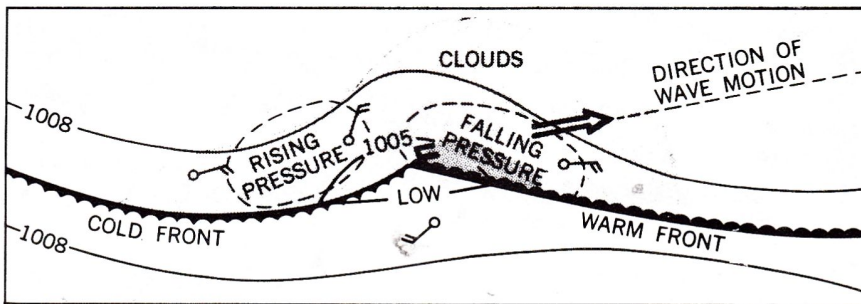 CLOUDS
DIRECTION OF
WAVE MOTION
1008
RISING
PRESSURE
1005
FALLING
PRESSURE
LOW
COLD FRONT
WARM FRONT
1008